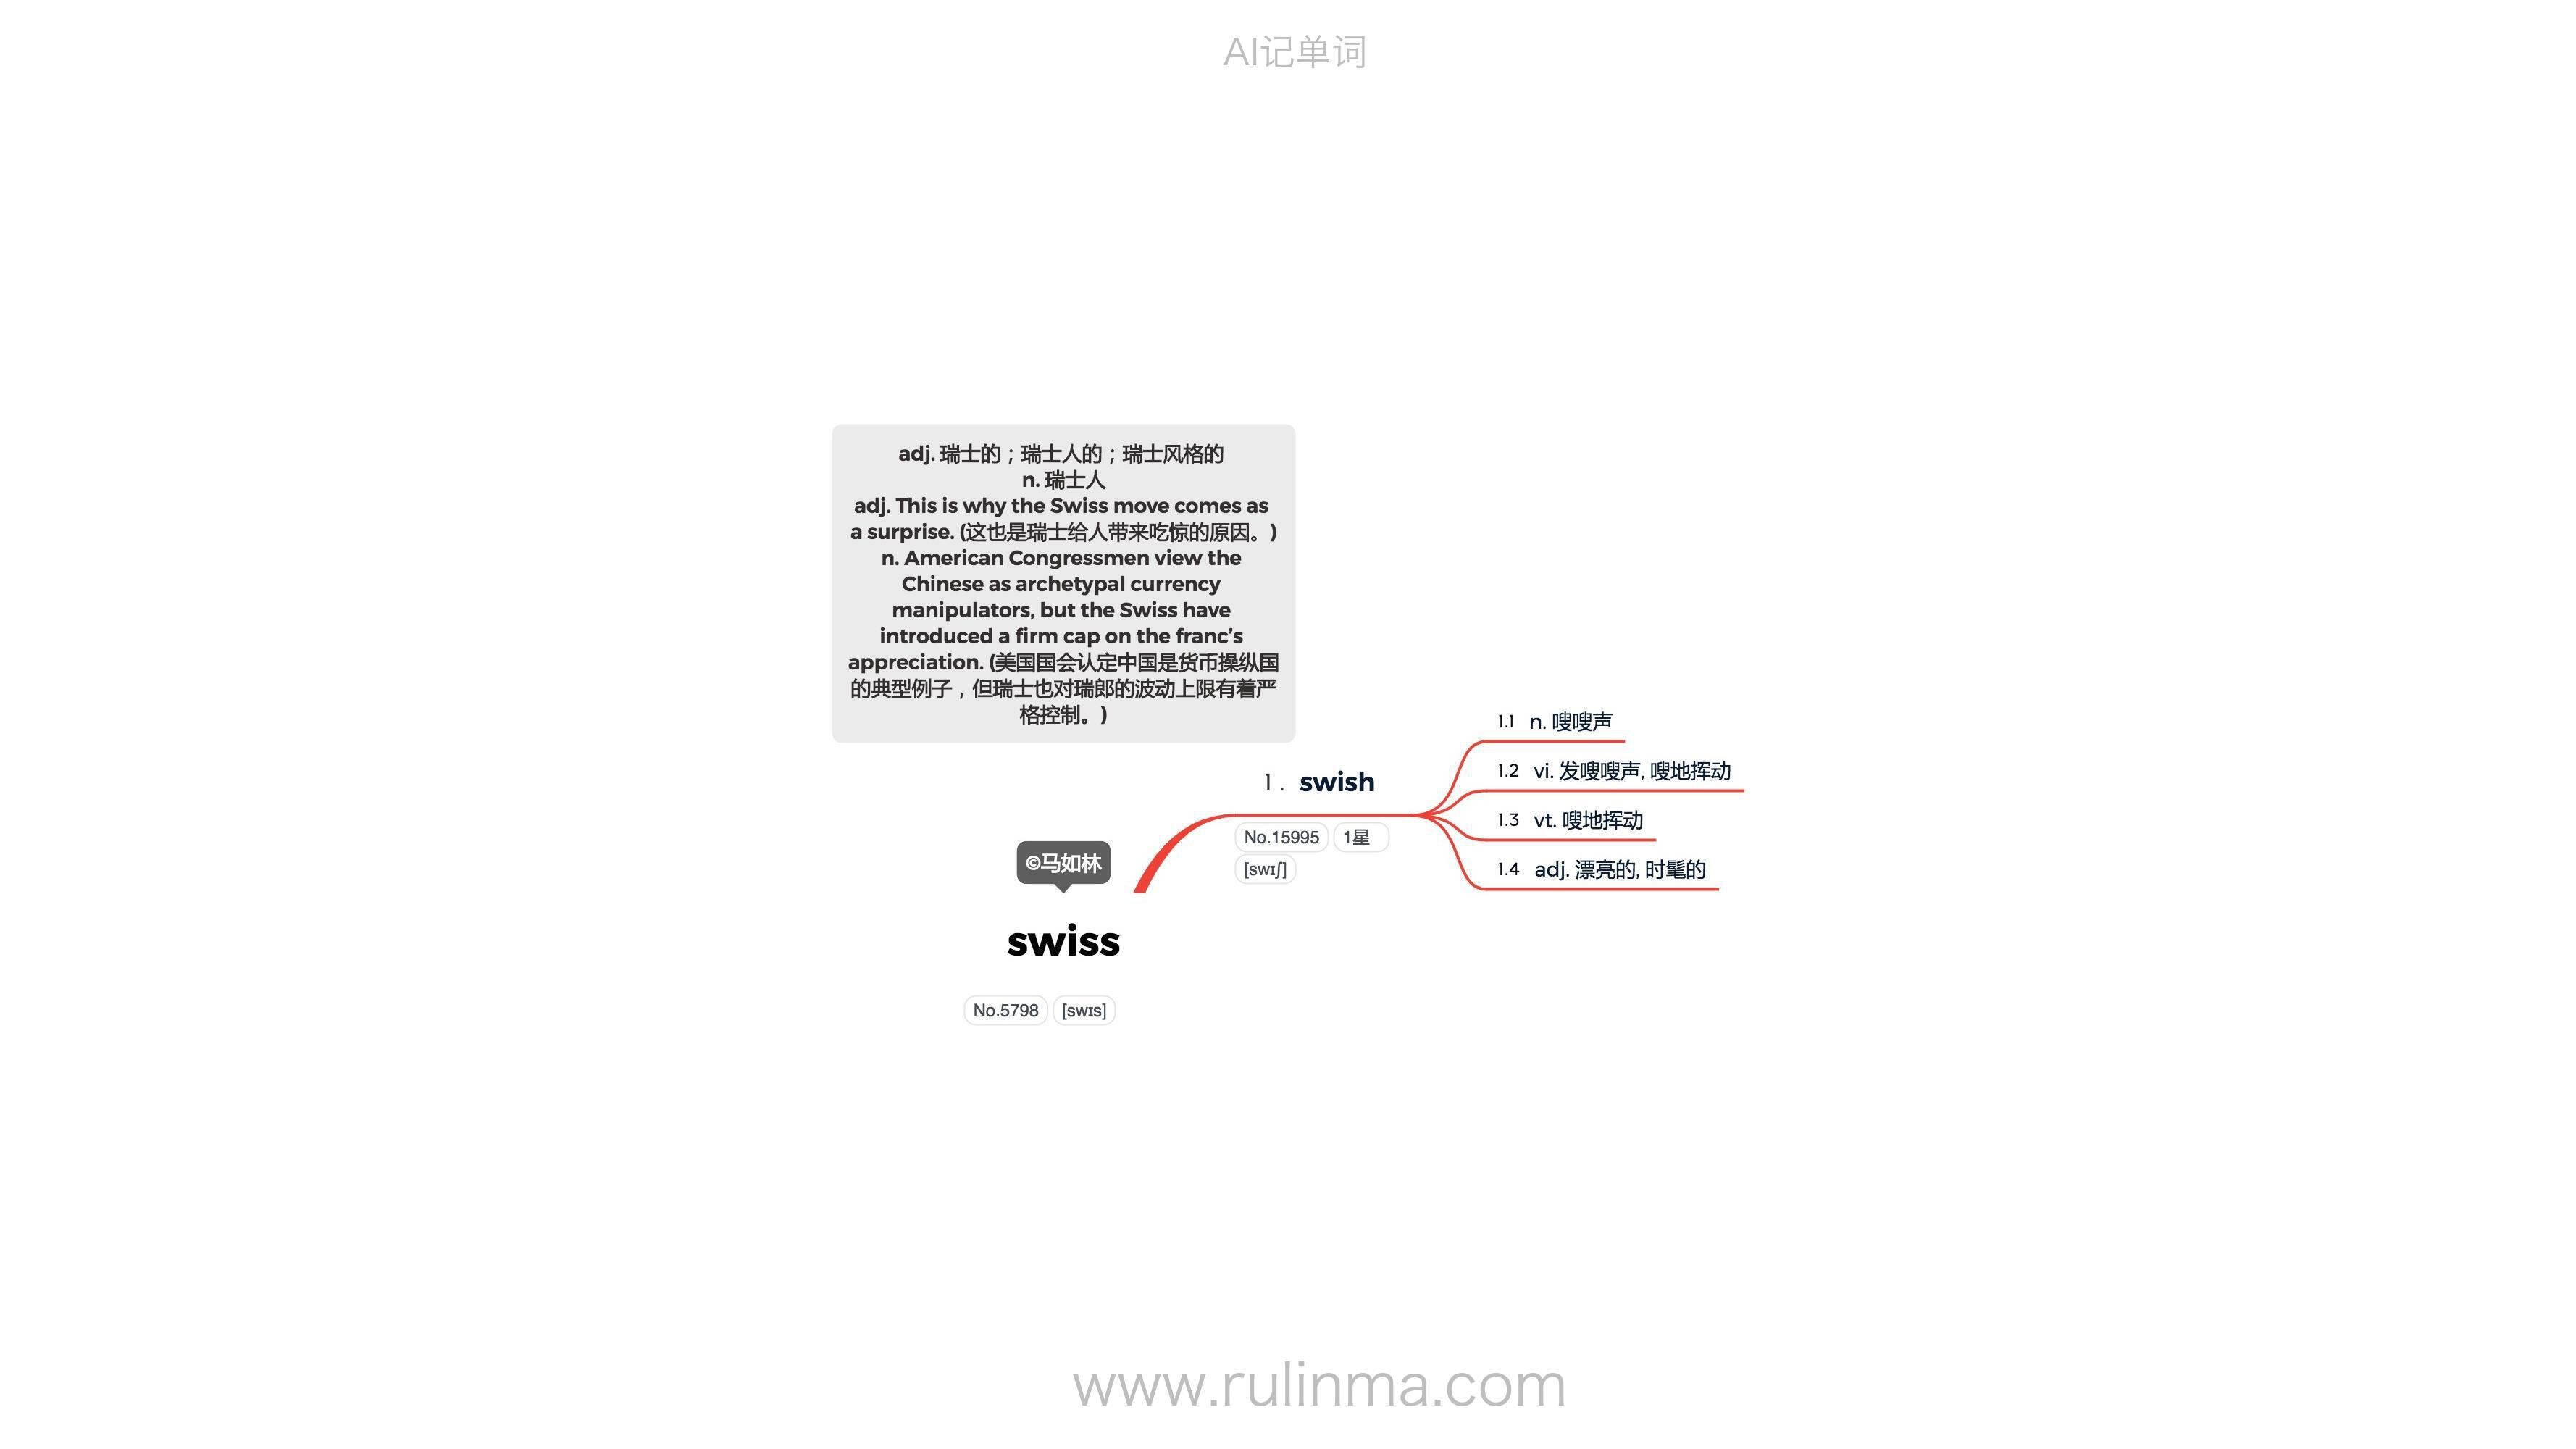 AI记单词
adj. 瑞士的；瑞士人的；瑞士风格的
n. 瑞士人
adj. This is why the Swiss move comes as
a surprise. (这也是瑞士给人带来吃惊的原因。)
n. American Congressmen view the
Chinese as archetypal currency
manipulators, but the Swiss have
introduced a firm cap on the franc’s
appreciation. (美国国会认定中国是货币操纵国
的典型例子，但瑞士也对瑞郎的波动上限有着严
格控制。)
©马如林
swiss
No.5798 [swɪs]
1. swish
No.15995 1星
[swɪʃ]
1.1 n. 嗖嗖声
1.2 vi. 发嗖嗖声, 嗖地挥动
1.3 vt. 嗖地挥动
1.4 adj. 漂亮的, 时髦的
www.rulinma.com